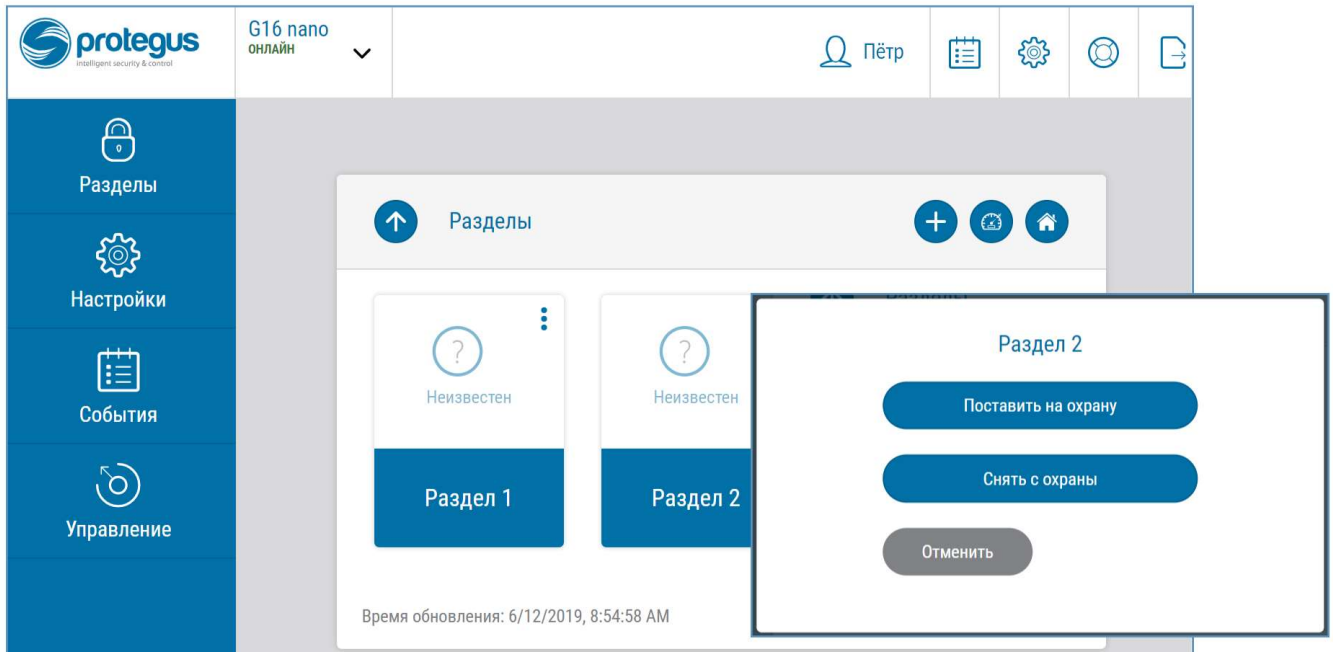 protegus
intelligent security & control
G16 nano
ОНЛАЙН
Пётр
Разделы
Настройки
События
Управление
Разделы
Неизвестен
Раздел 1
Неизвестен
Раздел 2
Время обновления: 6/12/2019, 8:54:58 AM
Раздел 2
Поставить на охрану
Снять с охраны
Отменить